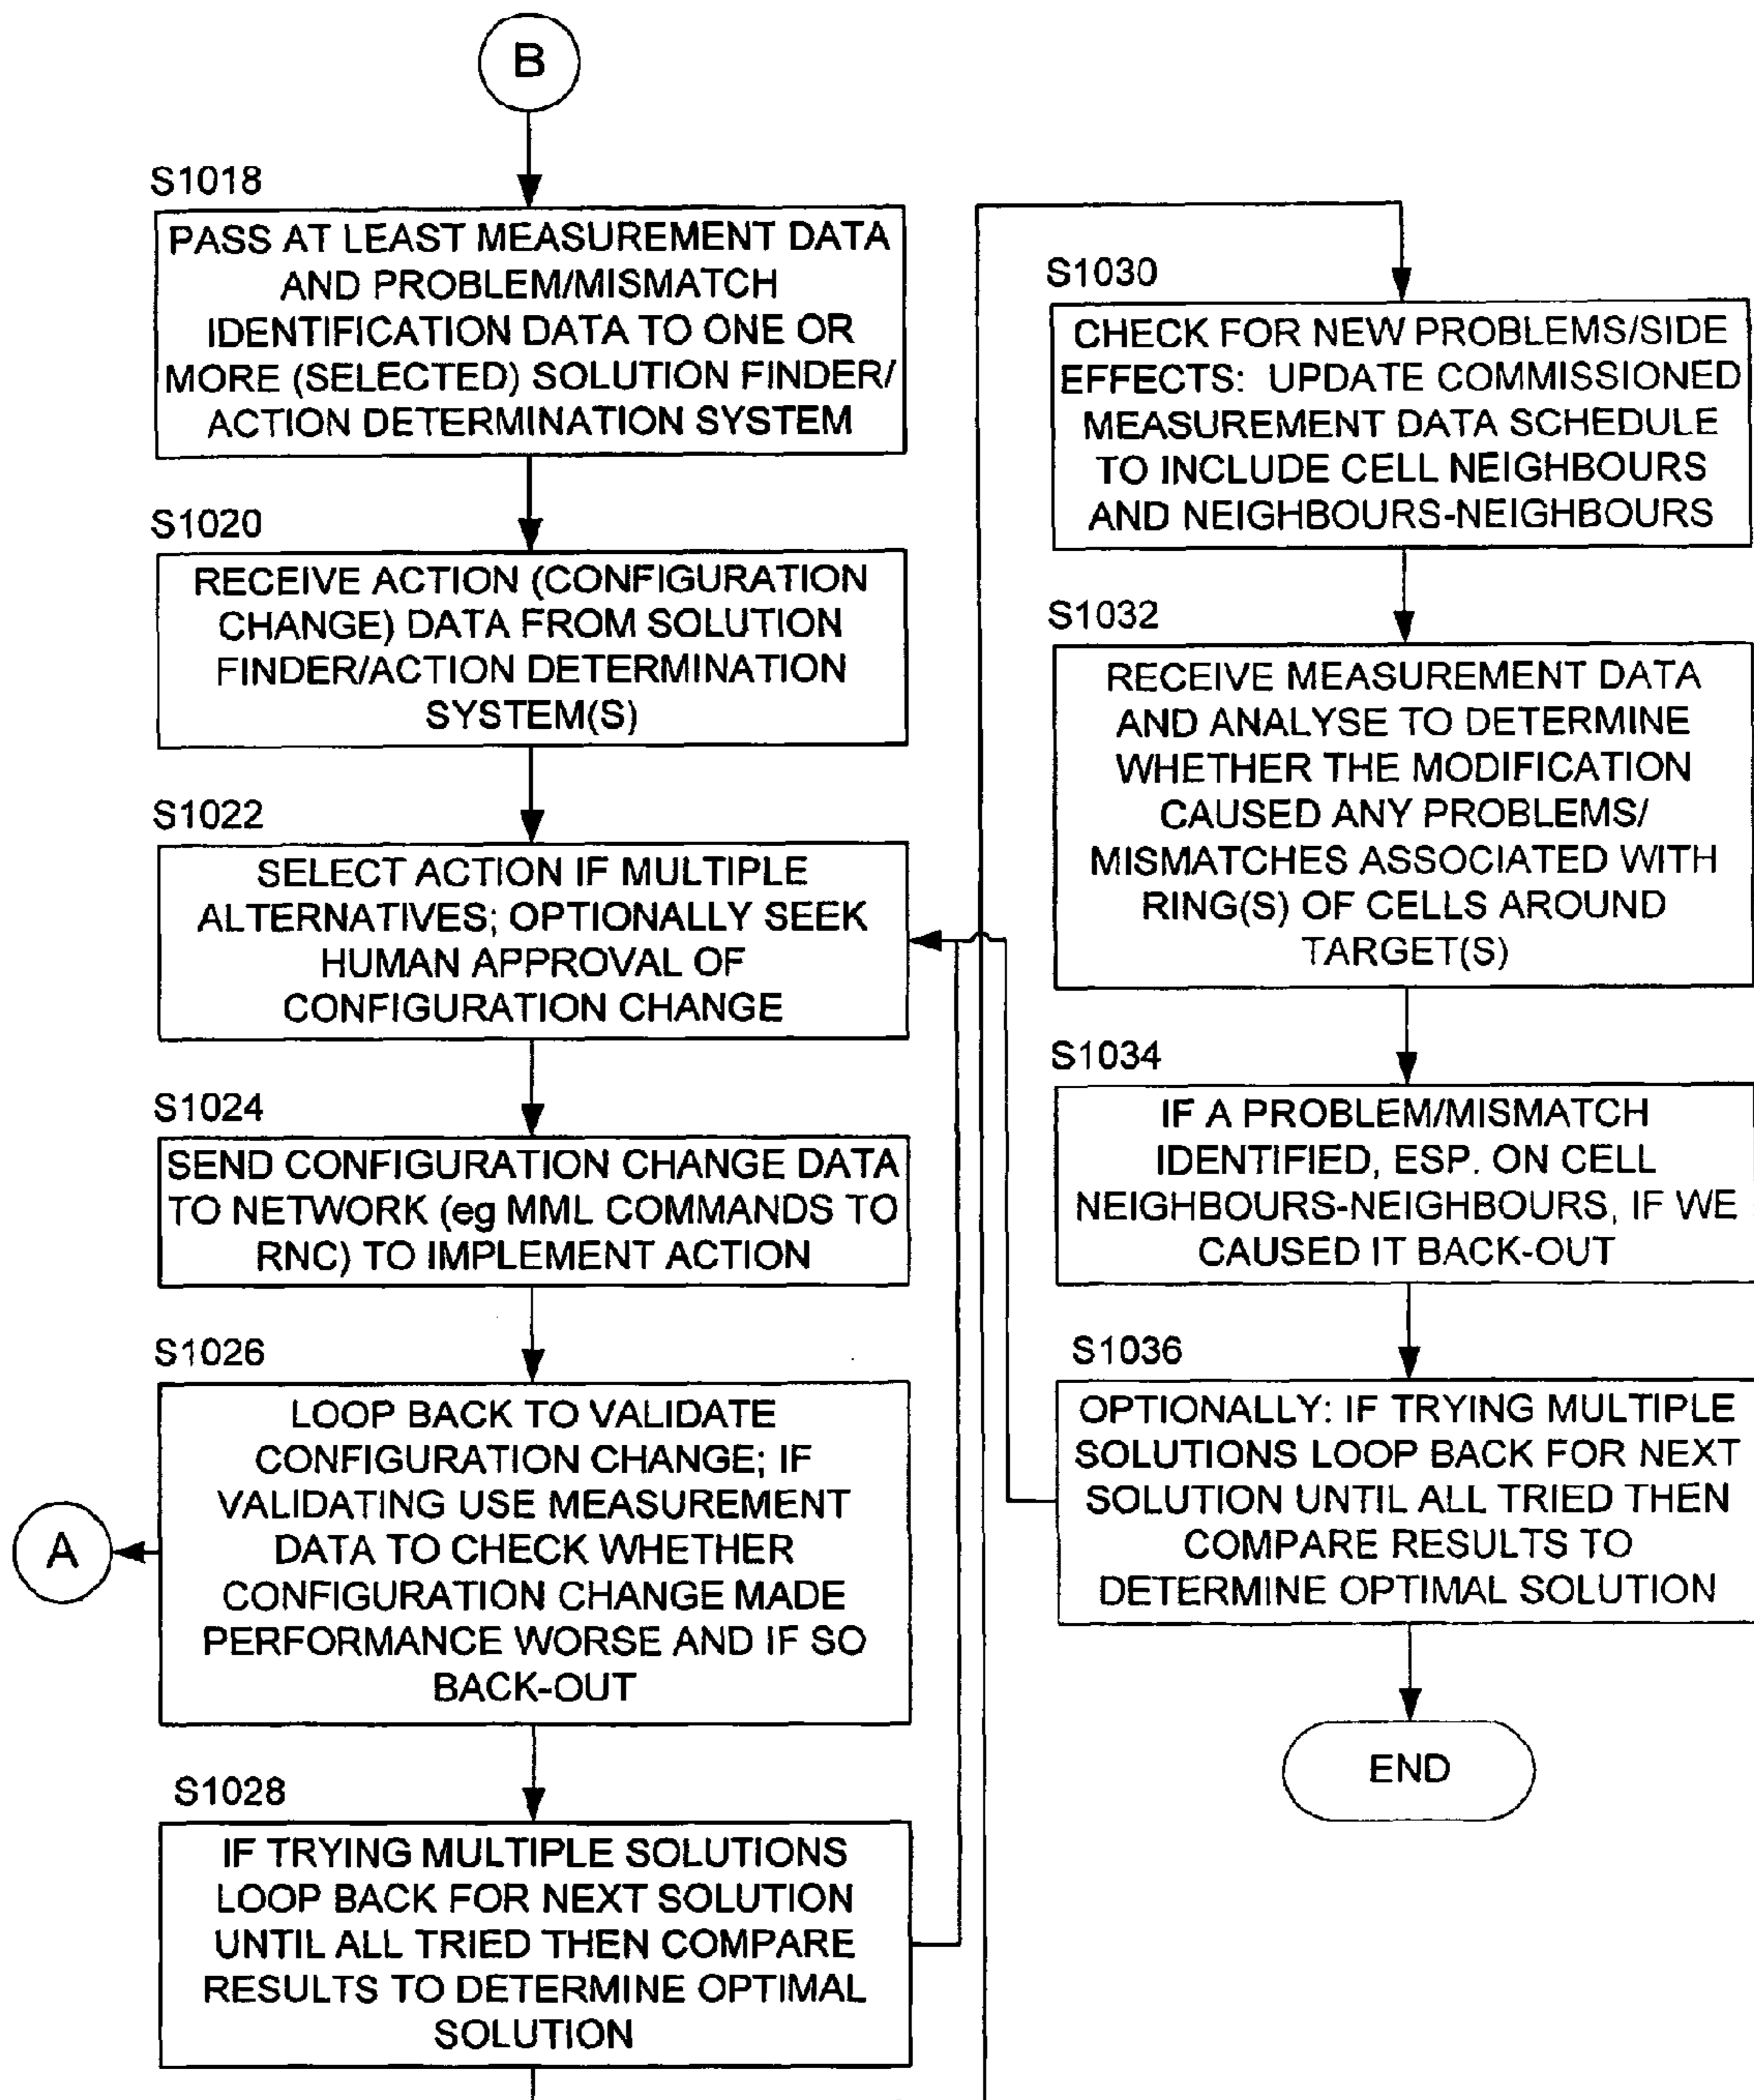 B
S1018
PASS AT LEAST MEASUREMENT DATA
AND PROBLEM/MISMATCH
IDENTIFICATION DATA TO ONE OR
MORE (SELECTED) SOLUTION FINDER/
ACTION DETERMINATION SYSTEM
S1020
RECEIVE ACTION (CONFIGURATION
CHANGE) DATA FROM SOLUTION
FINDER/ACTION DETERMINATION
SYSTEM(S)
S1022
SELECT ACTION IF MULTIPLE
ALTERNATIVES; OPTIONALLY SEEK
HUMAN APPROVAL OF
CONFIGURATION CHANGE
S1024
SEND CONFIGURATION CHANGE DATA
TO NETWORK (eg MML COMMANDS TO
RNC) TO IMPLEMENT ACTION
S1026
LOOP BACK TO VALIDATE
CONFIGURATION CHANGE; IF
VALIDATING USE MEASUREMENT
DATA TO CHECK WHETHER
CONFIGURATION CHANGE MADE
PERFORMANCE WORSE AND IF SO
BACK-OUT
A
S1028
IF TRYING MULTIPLE SOLUTIONS
LOOP BACK FOR NEXT SOLUTION
UNTIL ALL TRIED THEN COMPARE
RESULTS TO DETERMINE OPTIMAL
SOLUTION
S1030
CHECK FOR NEW PROBLEMS/SIDE
EFFECTS: UPDATE COMMISSIONED
MEASUREMENT DATA SCHEDULE
TO INCLUDE CELL NEIGHBOURS
AND NEIGHBOURS-NEIGHBOURS
S1032
RECEIVE MEASUREMENT DATA
AND ANALYSE TO DETERMINE
WHETHER THE MODIFICATION
CAUSED ANY PROBLEMS/
MISMATCHES ASSOCIATED WITH
RING(S) OF CELLS AROUND
TARGET(S)
S1034
IF A PROBLEM/MISMATCH
IDENTIFIED, ESP. ON CELL
NEIGHBOURS-NEIGHBOURS, IF WE
CAUSED IT BACK-OUT
S1036
OPTIONALLY: IF TRYING MULTIPLE
SOLUTIONS LOOP BACK FOR NEXT
SOLUTION UNTIL ALL TRIED THEN
COMPARE RESULTS TO
DETERMINE OPTIMAL SOLUTION
END